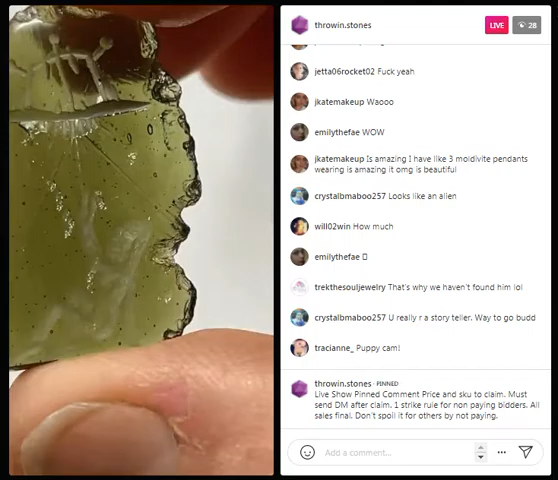 throwin.stones
LIVE
28
jetta06rocket02 Fuck yeah
jkatemakeup Waooo
emilythefae WOW
jkatemakeup Is amazing I have like 3 moldivite pendants
wearing is amazing it omg is beautiful
crystalbmaboo257 Looks like an alien
will02win How much
emilythefae
trekthesouljewelry That's why we haven't found him lol
crystalbmaboo257 U really r a story teller. Way to go budd
tracianne_ Puppy cam!
throwin.stones · PINNED
Live Show Pinned Comment Price and sku to claim. Must
send DM after claim. 1 strike rule for non paying bidders. All
sales final. Don't spoil it for others by not paying.
Add a comment...